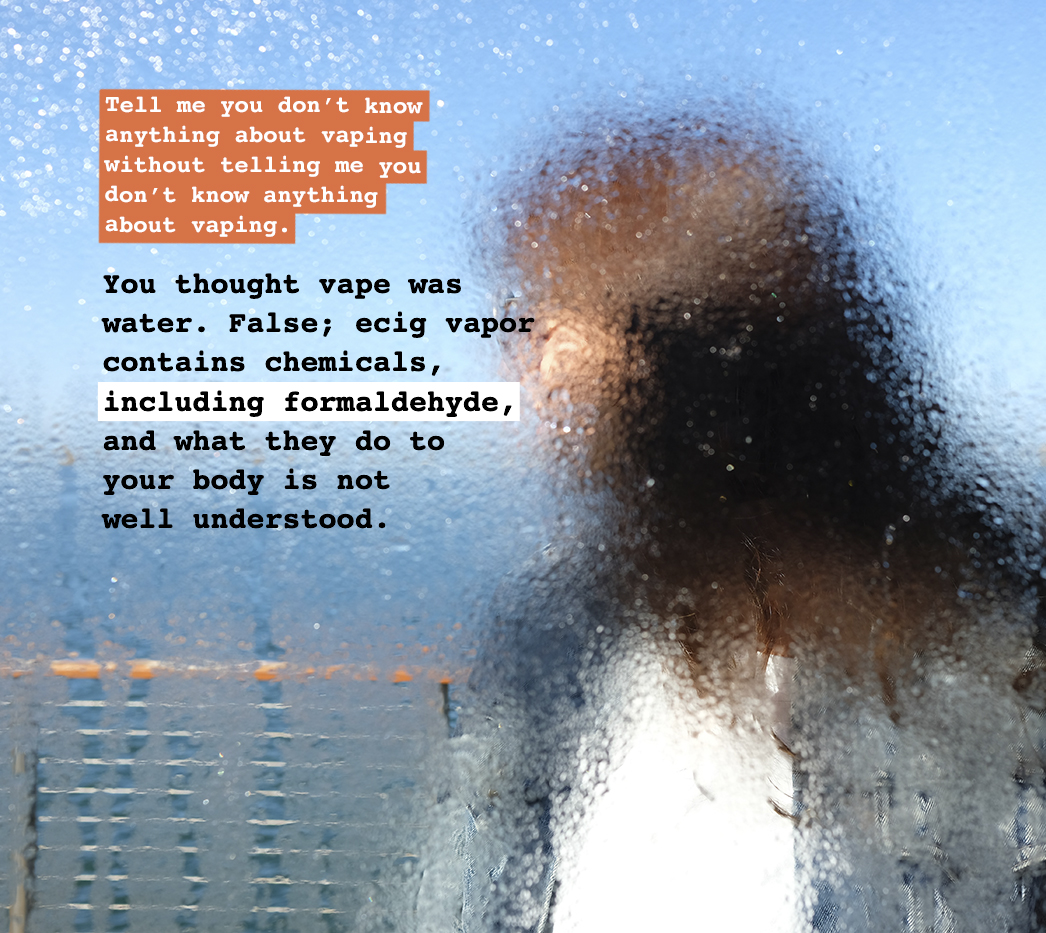 Tell me you don’t know
anything about vaping
without telling me you
don’t know anything
about vaping.
You thought vape was
water. False; ecig vapor
contains chemicals,
including formaldehyde,
and what they do to
your body is not
well understood.